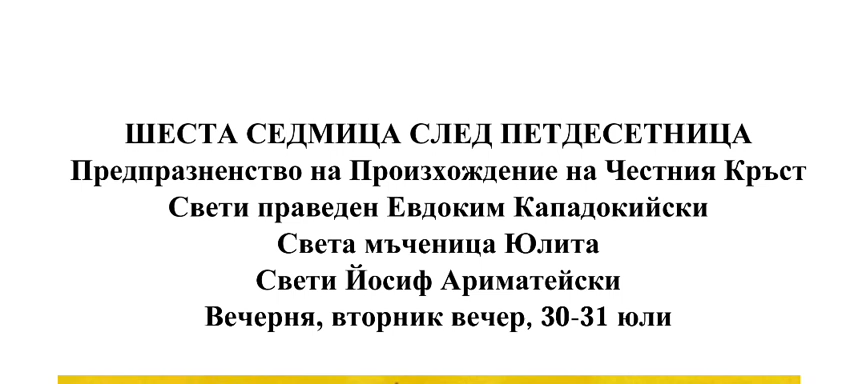 ШЕСТА СЕДМИЦА СЛЕД ПЕТДЕСЕТНИЦА
Предпразненство на Произхождение на Честния Кръст
Свети праведен Евдоким Кападокийски
Света мъченица Юлита
Свети Йосиф Ариматейски
Вечерня, вторник вечер, 30-31 юли